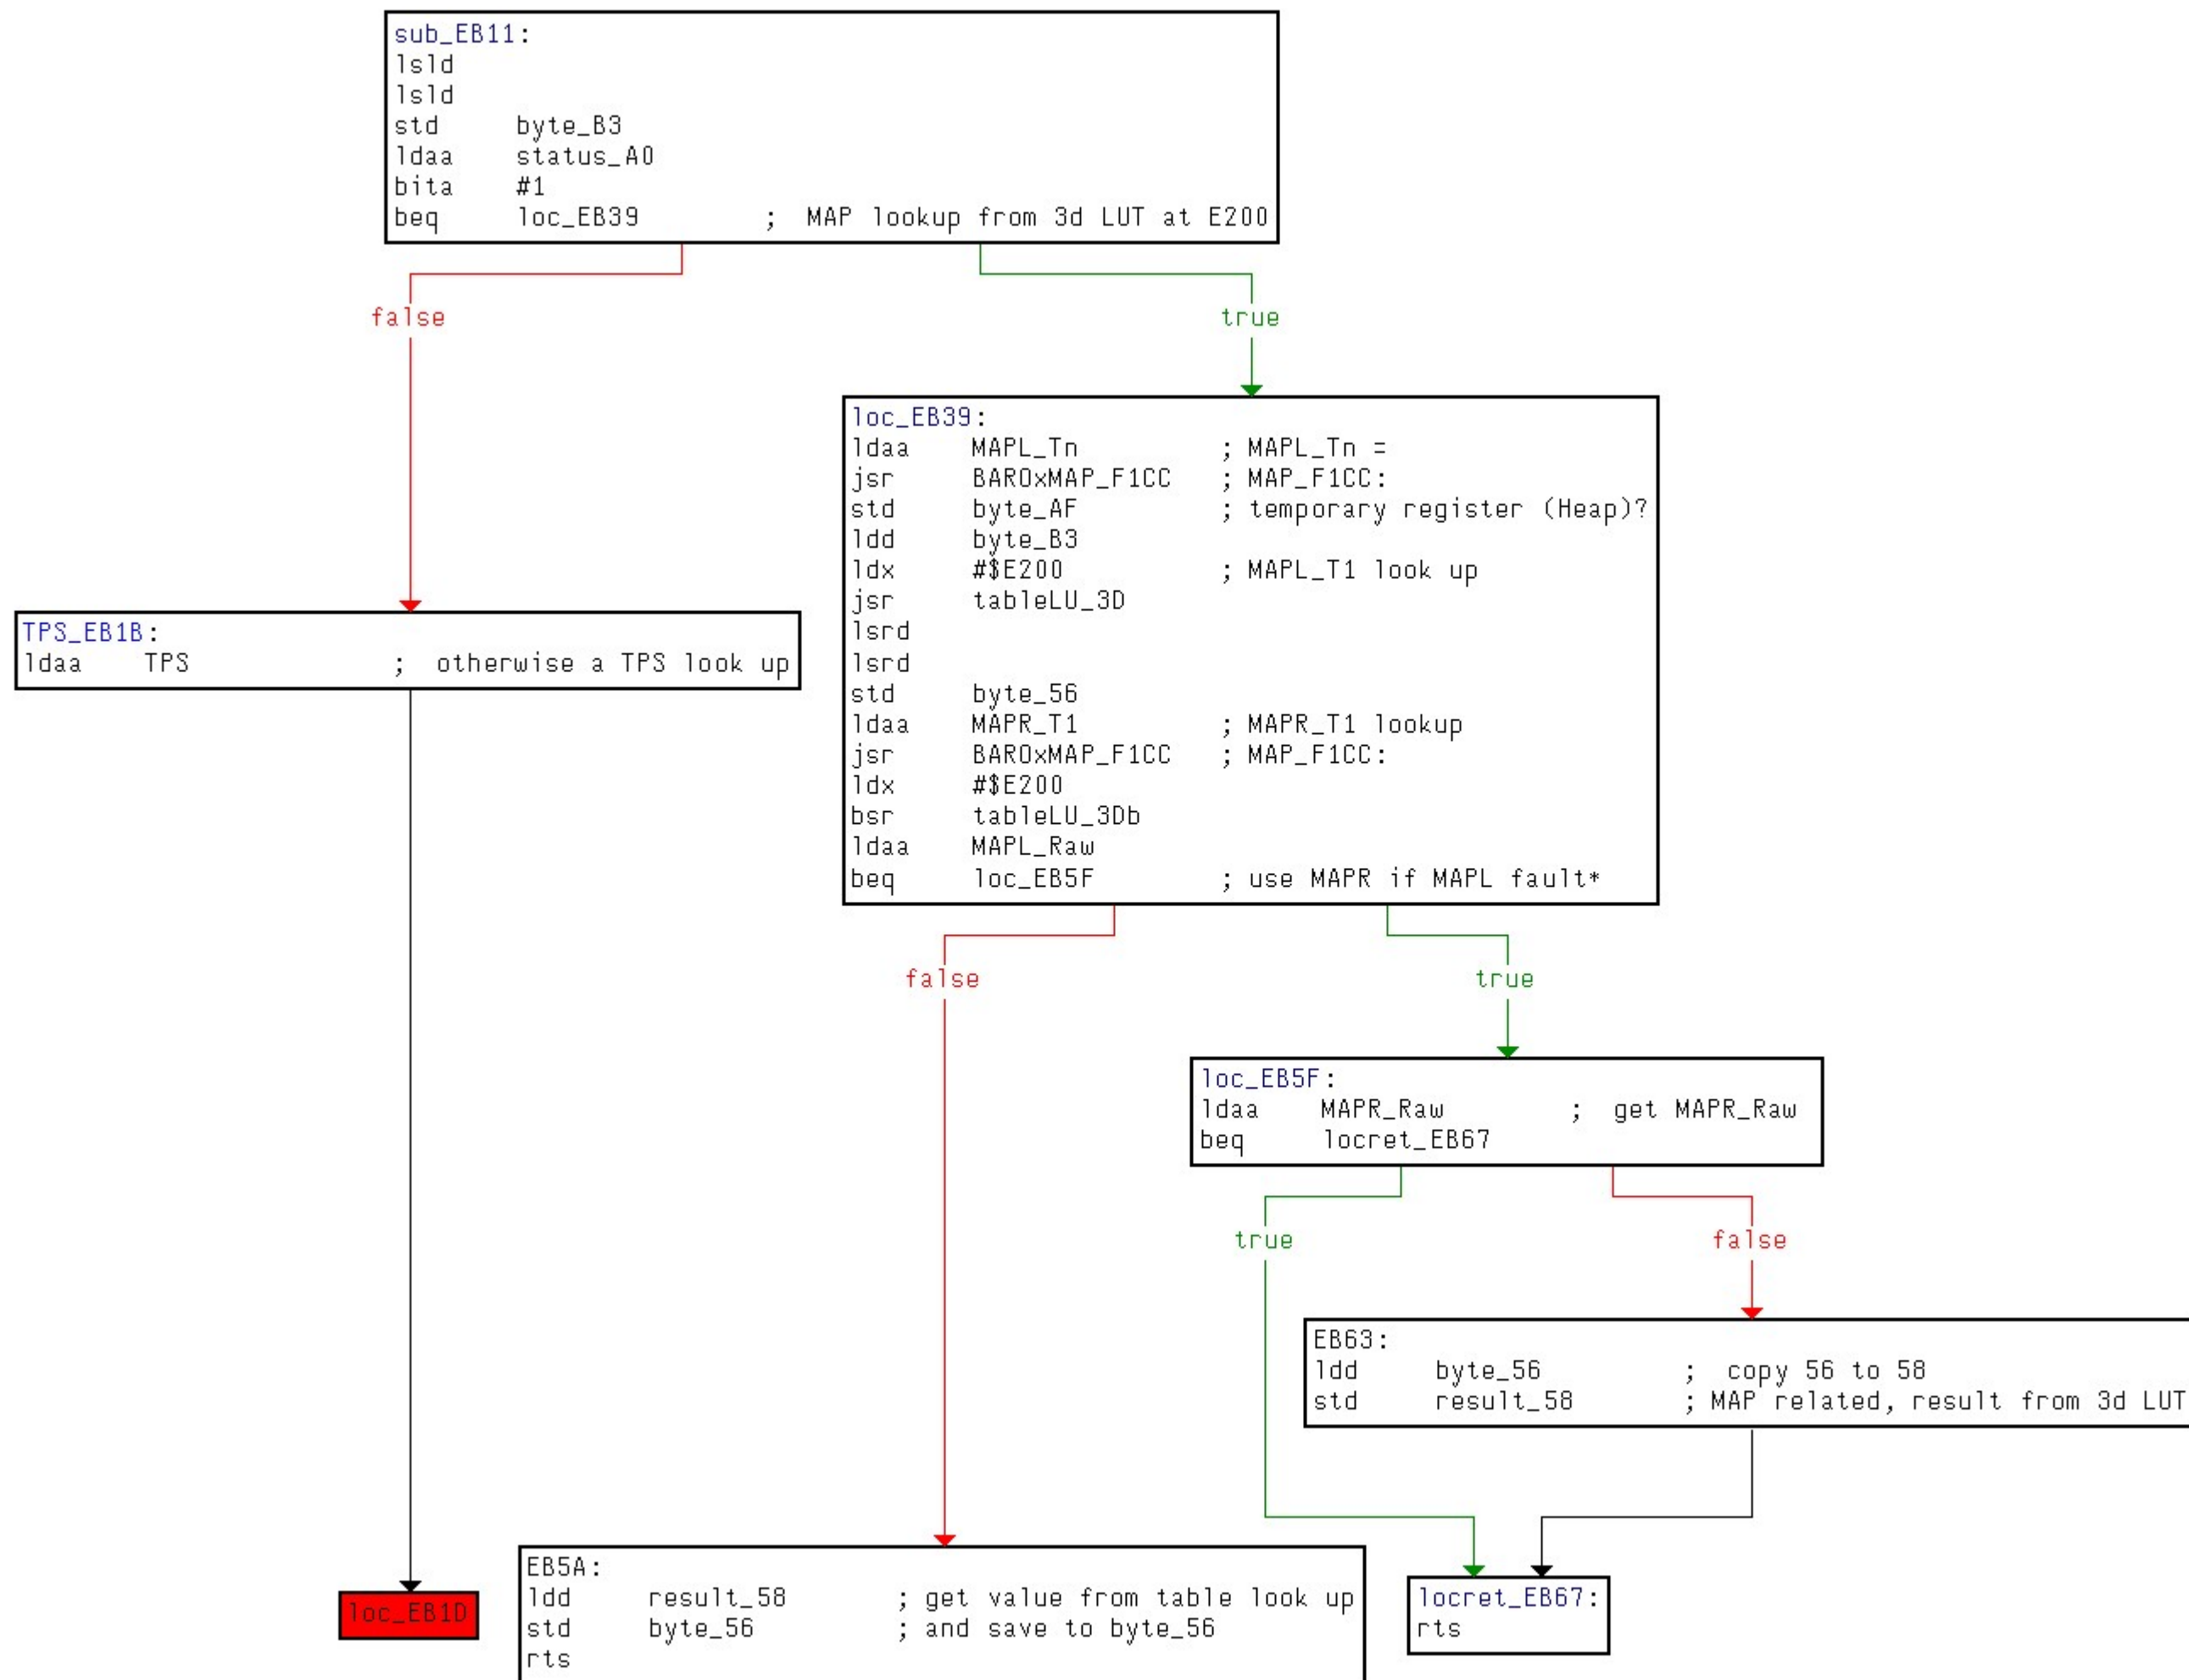 sub_EB11:
lsld
lsld
std byte_B3
ldaa status_A0
bita #1
beq loc_EB39 ; MAP lookup from 3d LUT at E200
false
true
loc_EB39:
ldaa MAPL_Tn ; MAPL_Tn =
jsr BAROxMAP_F1CC ; MAP_F1CC:
std byte_AF ; temporary register (Heap)?
ldd byte_B3
ldx #$E200 ; MAPL_T1 look up
jsr tableLU_3D
lsrd
lsrd
std byte_56
ldaa MAPR_T1 ; MAPR_T1 lookup
jsr BAROxMAP_F1CC ; MAP_F1CC:
ldx #$E200
bsr tableLU_3Db
ldaa MAPL_Raw
beq loc_EB5F ; use MAPR if MAPL fault*
TPS_EB1B:
ldaa TPS ; otherwise a TPS look up
false
true
loc_EB5F:
ldaa MAPR_Raw ; get MAPR_Raw
beq locret_EB67
true
false
EB63:
ldd byte_56 ; copy 56 to 58
std result_58 ; MAP related, result from 3d LUT
loc_EB1D
EB5A:
ldd result_58 ; get value from table look up
std byte_56 ; and save to byte_56
rts
locret_EB67:
rts